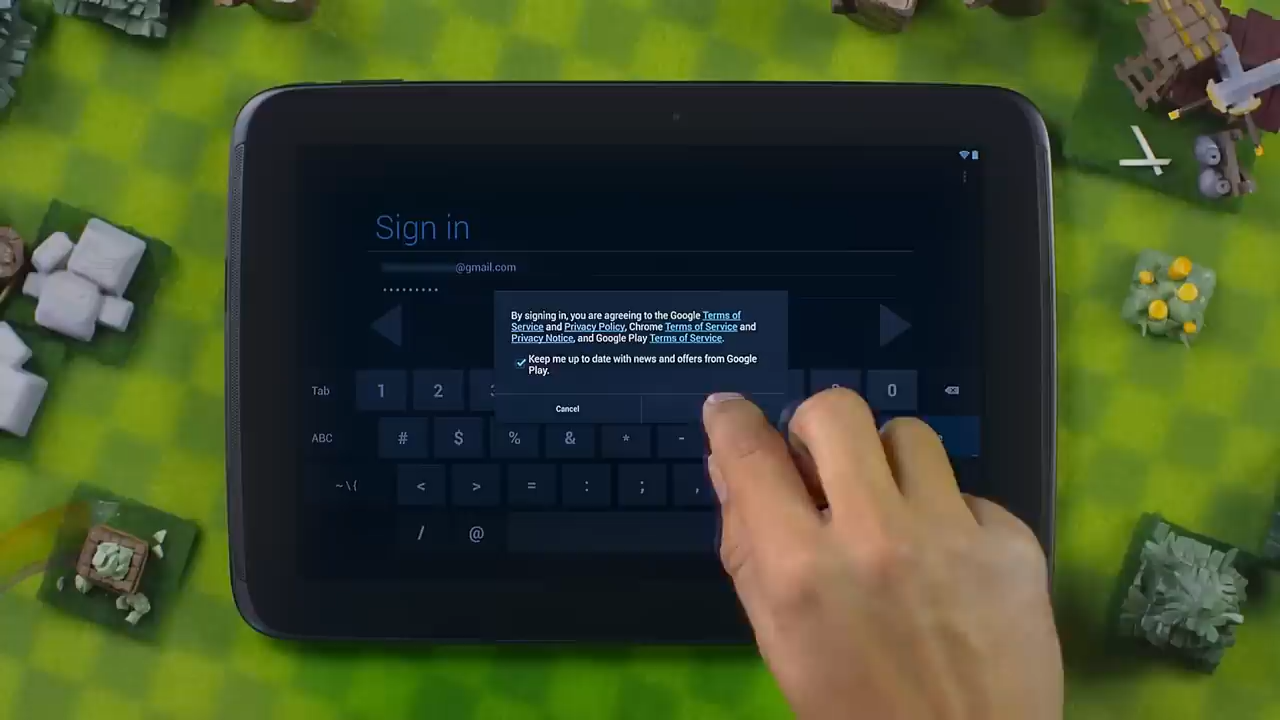 Sign in
@gmail.com
By signing in, you are agreeing to the Google Terms of
Service and Privacy Policy, Chrome Terms of Service and
Privacy Notice, and Google Play Terms of Service.
Keep me up to date with news and offers from Google
Play.
Cancel
Tab 1 2 3 0
ABC # $ % & * -
~\{ < > = : ; ,
/ @